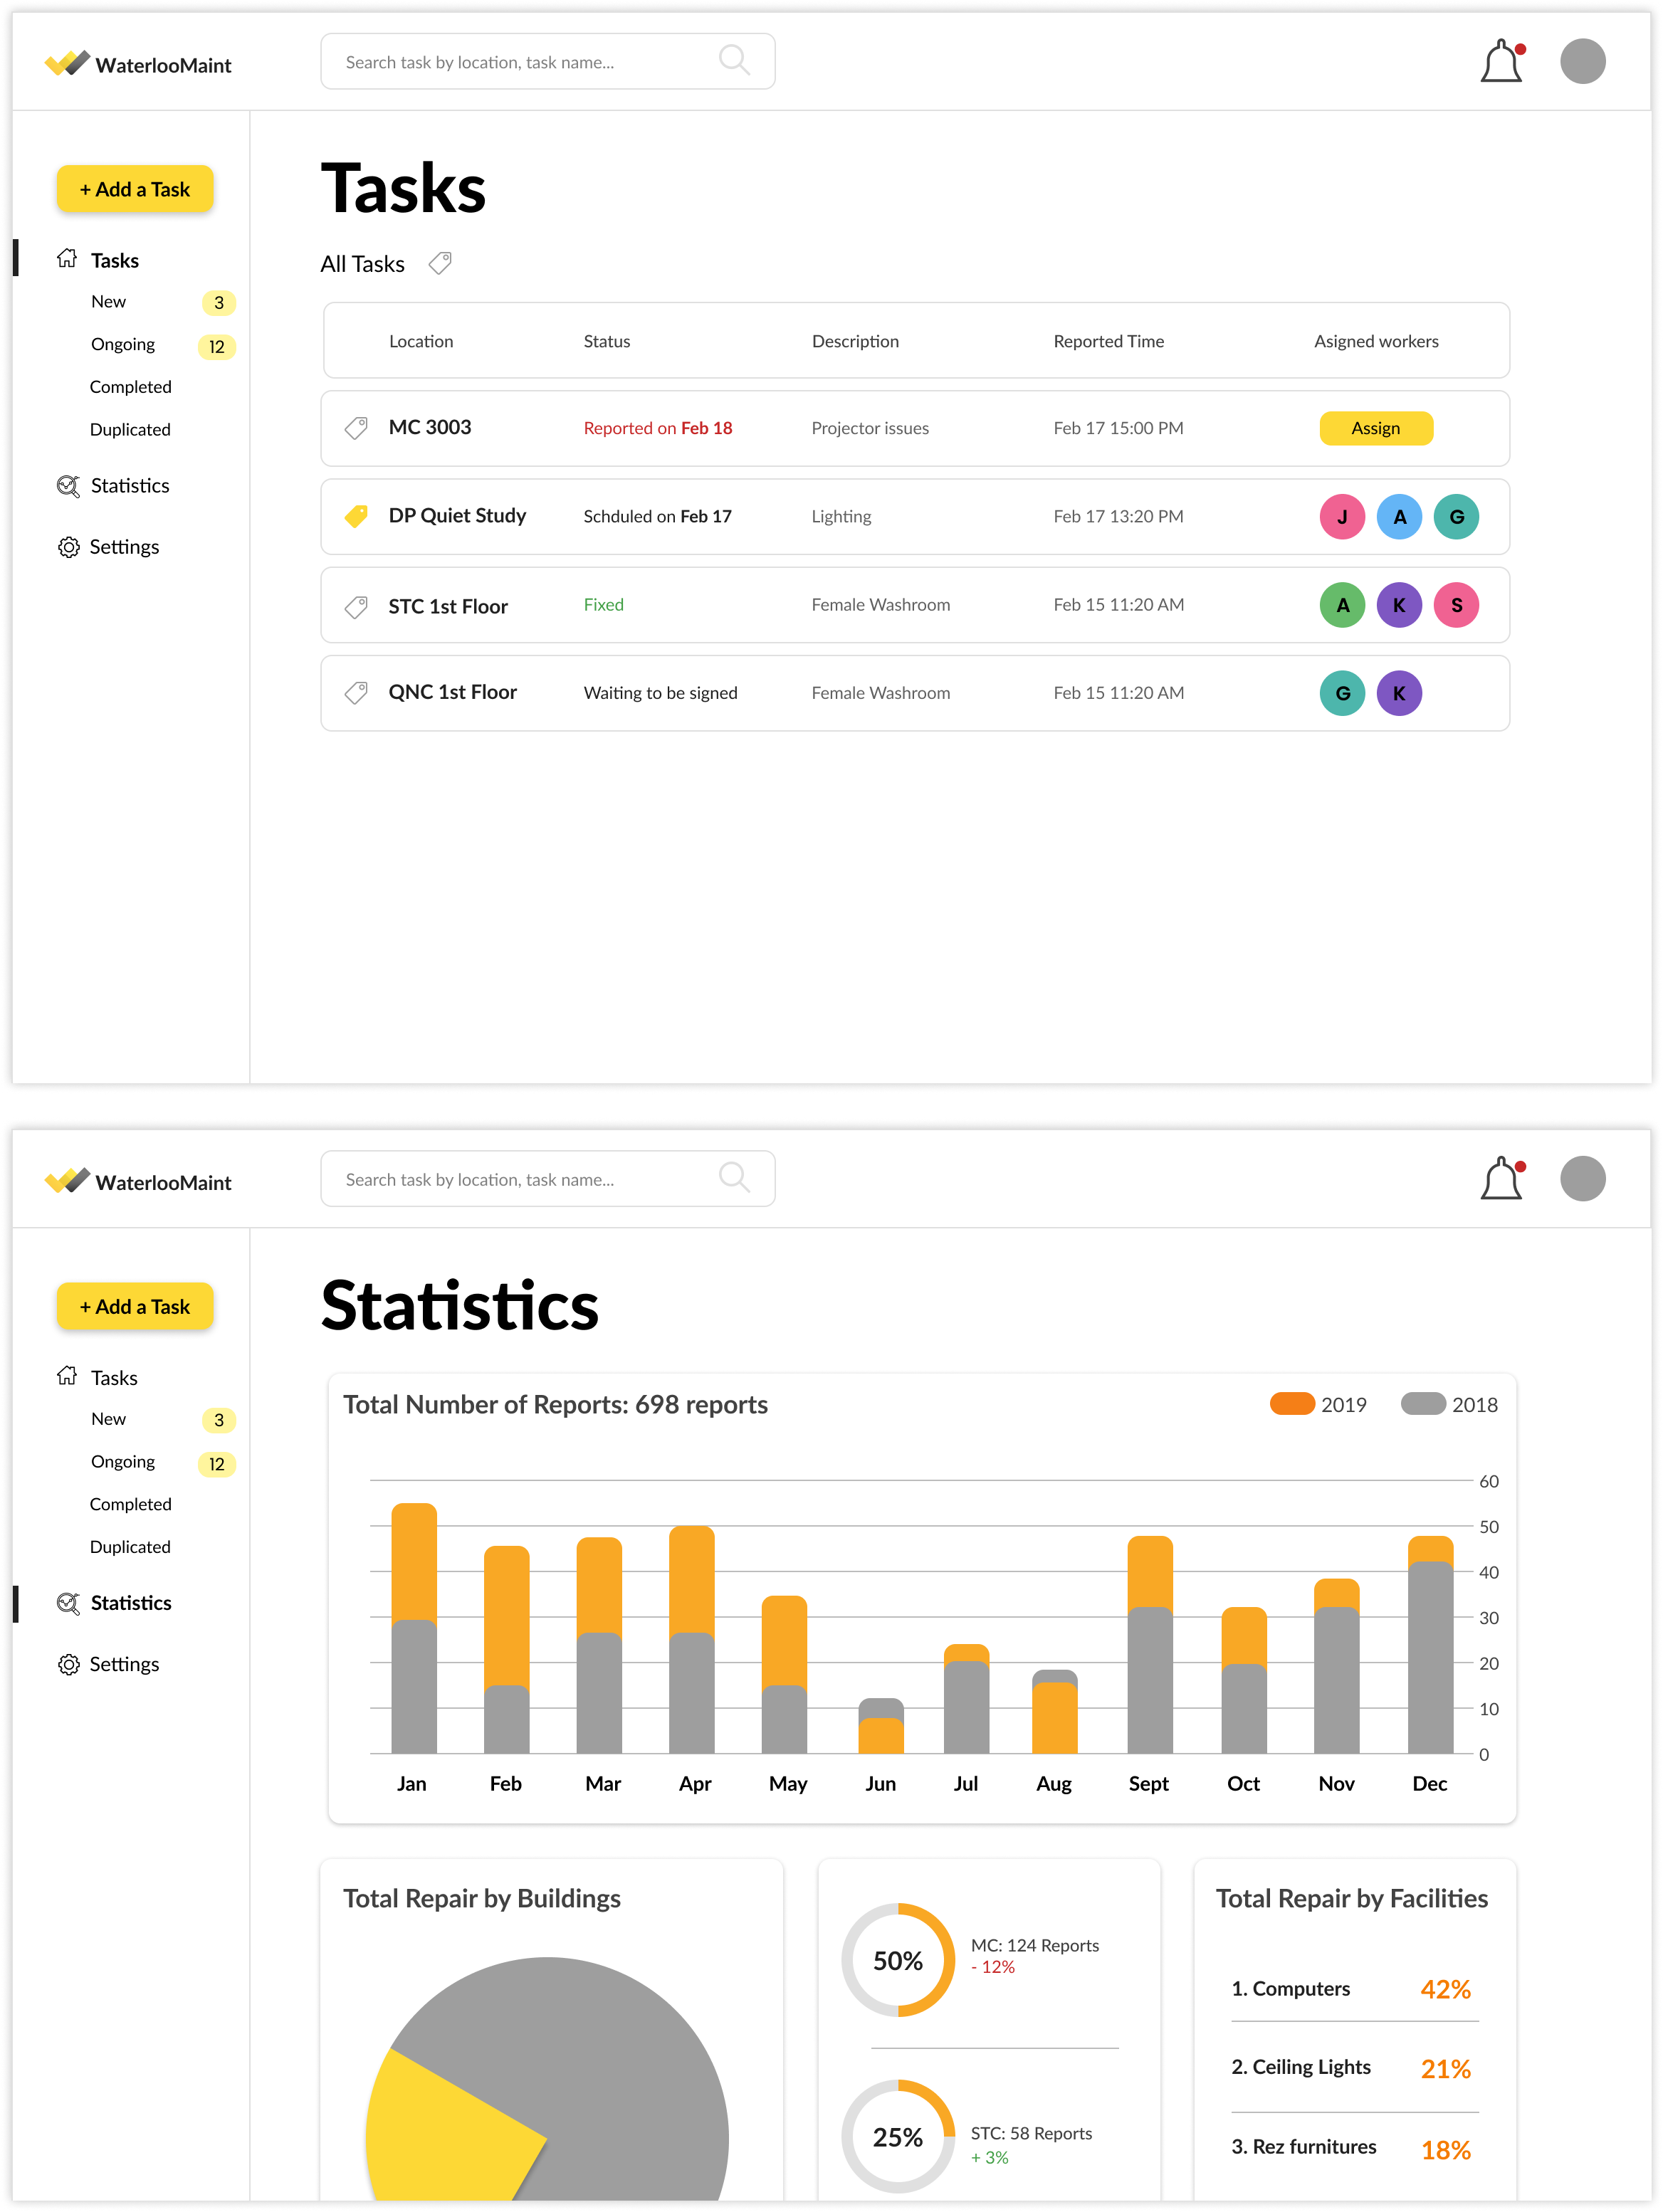 WaterlooMaint
Search task by location, task name...
+ Add a Task
Tasks
New 3
Ongoing 12
Completed
Duplicated
Statistics
Settings
Tasks
All Tasks
Location Status Description Reported Time Asigned workers
MC 3003 Reported on Feb 18 Projector issues Feb 17 15:00 PM Assign
DP Quiet Study Schduled on Feb 17 Lighting Feb 17 13:20 PM J A G
STC 1st Floor Fixed Female Washroom Feb 15 11:20 AM A K S
QNC 1st Floor Waiting to be signed Female Washroom Feb 15 11:20 AM G K
WaterlooMaint
Search task by location, task name...
+ Add a Task
Tasks
New 3
Ongoing 12
Completed
Duplicated
Statistics
Settings
Statistics
Total Number of Reports: 698 reports 2019 2018
60
50
40
30
20
10
0
Jan Feb Mar Apr May Jun Jul Aug Sept Oct Nov Dec
Total Repair by Buildings
50% MC: 124 Reports
- 12%
25% STC: 58 Reports
+ 3%
Total Repair by Facilities
1. Computers 42%
2. Ceiling Lights 21%
3. Rez furnitures 18%